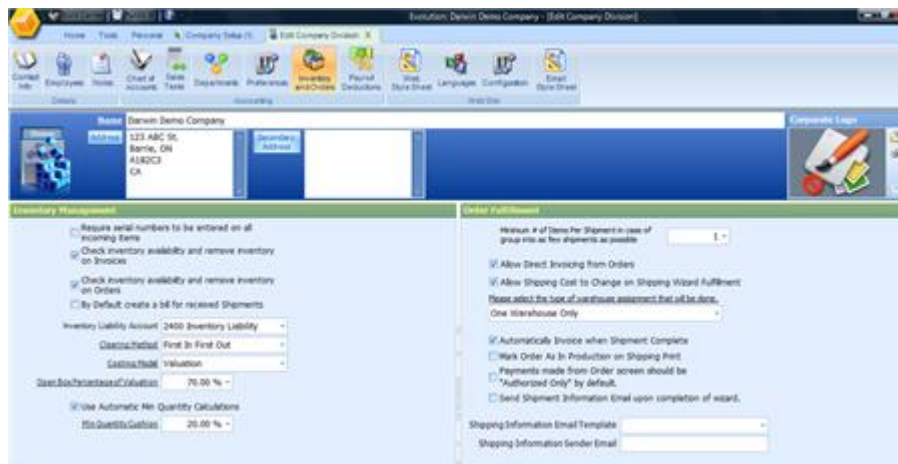 Evolution: Darwin Demo Company - [Edit Company Division]
Home Tools Personal Company Setup (1) Edit Company Division X
Contact Info
Employees
Notes
Chart of Accounts
Sales Taxes
Departments
Preferences
Inventory and Orders
Payroll Deductions
Web Style Sheet
Languages
Configuration
Email Style Sheet
Details
Accounting
Web Site
Name Darwin Demo Company
Address
123 ABC St,
Barrie, ON
A1B2C3
CA
Secondary Address
Corporate Logo
Inventory Management
Require serial numbers to be entered on all
incoming items
Check inventory availability and remove inventory
on Invoices
Check inventory availability and remove inventory
on Orders
By Default create a bill for received Shipments
Inventory Liability Account 2400 Inventory Liability
Clearing Method First In First Out
Costing Model Valuation
Open Box Percentage of Valuation 70.00 %
Use Automatic Min Quantity Calculations
Min Quantity Cushion 20.00 %
Order Fulfillment
Minimum # of Items Per Shipment in case of
group into as few shipments as possible
1
Allow Direct Invoicing from Orders
Allow Shipping Cost to Change on Shipping Wizard Fulfillment
Please select the type of warehouse assignment that will be done.
One Warehouse Only
Automatically Invoice when Shipment Complete
Mark Order As In Production on Shipping Print
Payments made from Order screen should be
"Authorized Only" by default.
Send Shipment Information Email upon completion of wizard.
Shipping Information Email Template
Shipping Information Sender Email